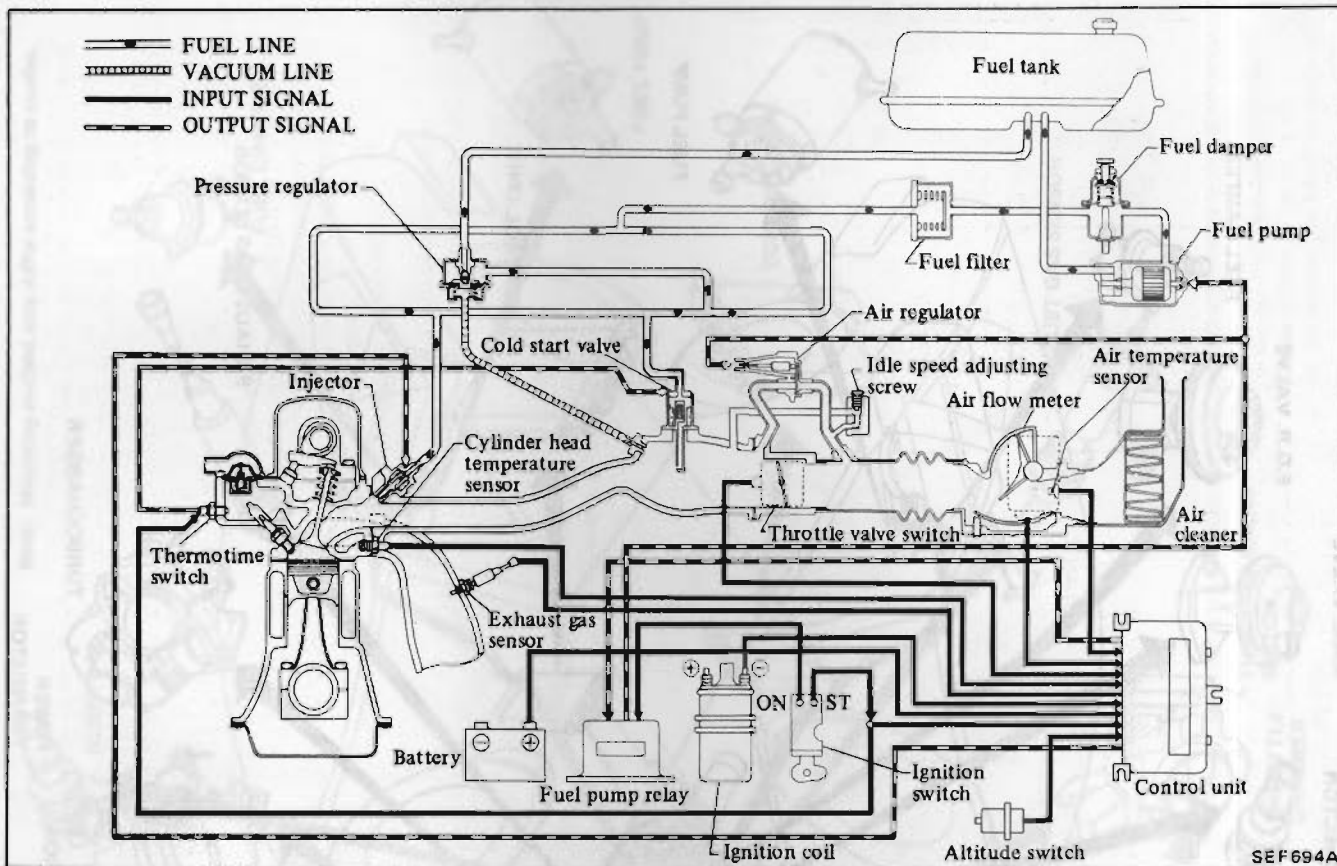 FUEL LINE
VACUUM LINE
INPUT SIGNAL
OUTPUT SIGNAL
Fuel tank
Fuel damper
Pressure regulator
Fuel pump
Fuel filter
Air regulator
Cold start valve
Air temperature
sensor
Idle speed adjusting
screw
Injector
Air flow meter
Cylinder head
temperature
sensor
Throttle valve switch
Air
cleaner
Thermotime
switch
Exhaust gas
sensor
ON
ST
Battery
Fuel pump relay
Ignition
switch
Control unit
Ignition coil
Altitude switch
SEF694A